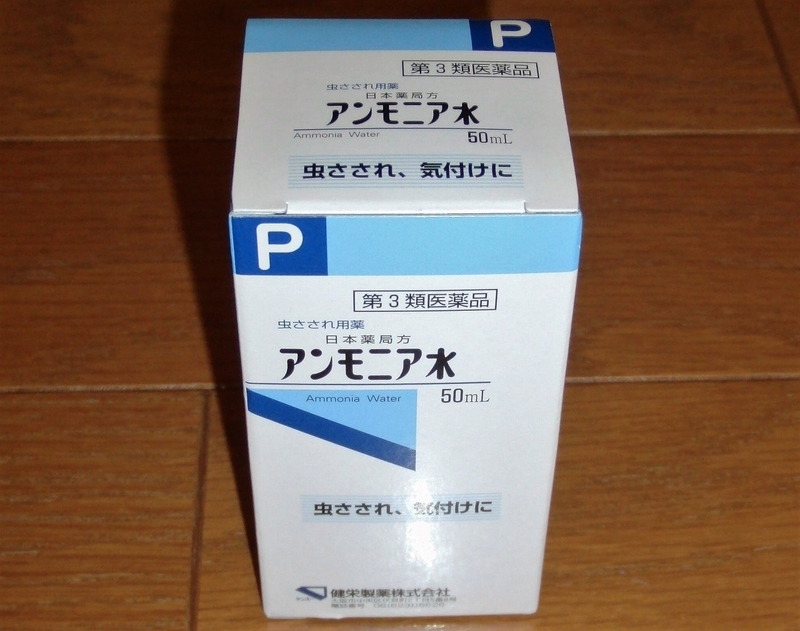 P
第3類医薬品
虫さされ用薬
日本薬局方
アンモニア水
Ammonia Water
50mL
虫さされ、気付けに
P
第3類医薬品
虫さされ用薬
日本薬局方
アンモニア水
Ammonia Water
50mL
虫さされ、気付けに
健栄製薬株式会社
電話番号